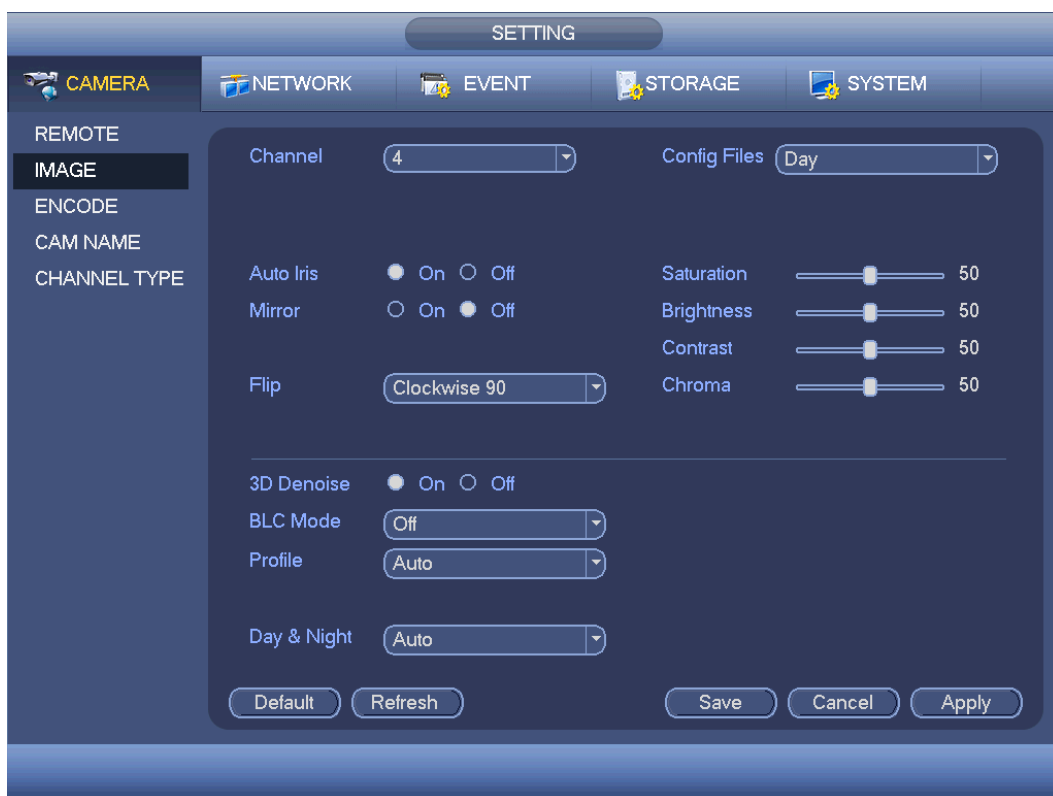 SETTING
CAMERA NETWORK EVENT STORAGE SYSTEM
REMOTE
IMAGE
ENCODE
CAM NAME
CHANNEL TYPE
Channel 4 Config Files Day
Auto Iris On Off Saturation 50
Mirror On Off Brightness 50
Contrast 50
Flip Clockwise 90 Chroma 50
3D Denoise On Off
BLC Mode Off
Profile Auto
Day & Night Auto
Default Refresh Save Cancel Apply